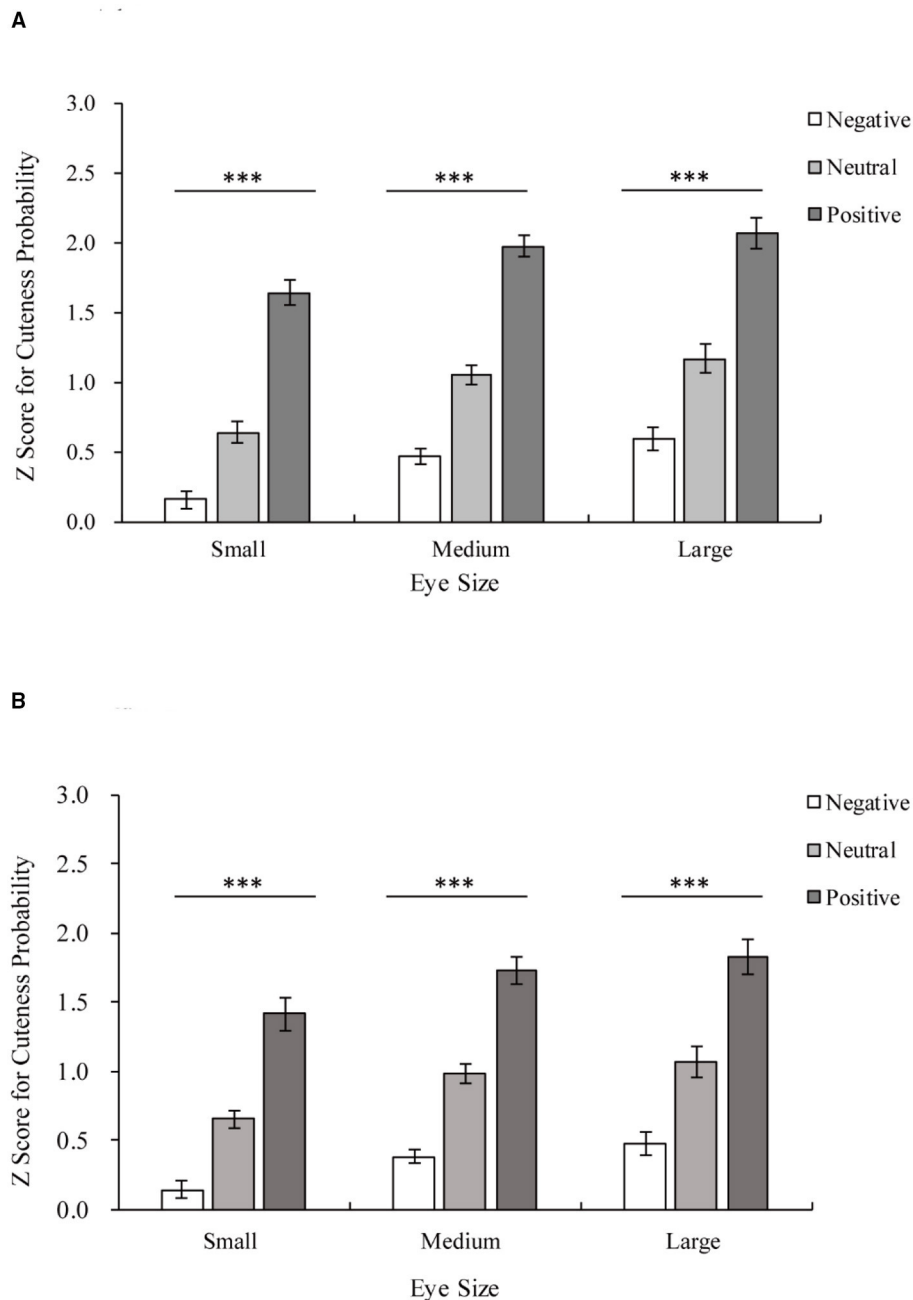 A
3.0
Negative
2.5
Neutral
***
***
***
2.0
Positive
1.5
1.0
0.5
0.0
Z Score for Cuteness Probability
Small
Medium
Large
Eye Size
B
3.0
Negative
2.5
Neutral
***
***
***
2.0
Positive
1.5
1.0
0.5
0.0
Z Score for Cuteness Probability
Small
Medium
Large
Eye Size